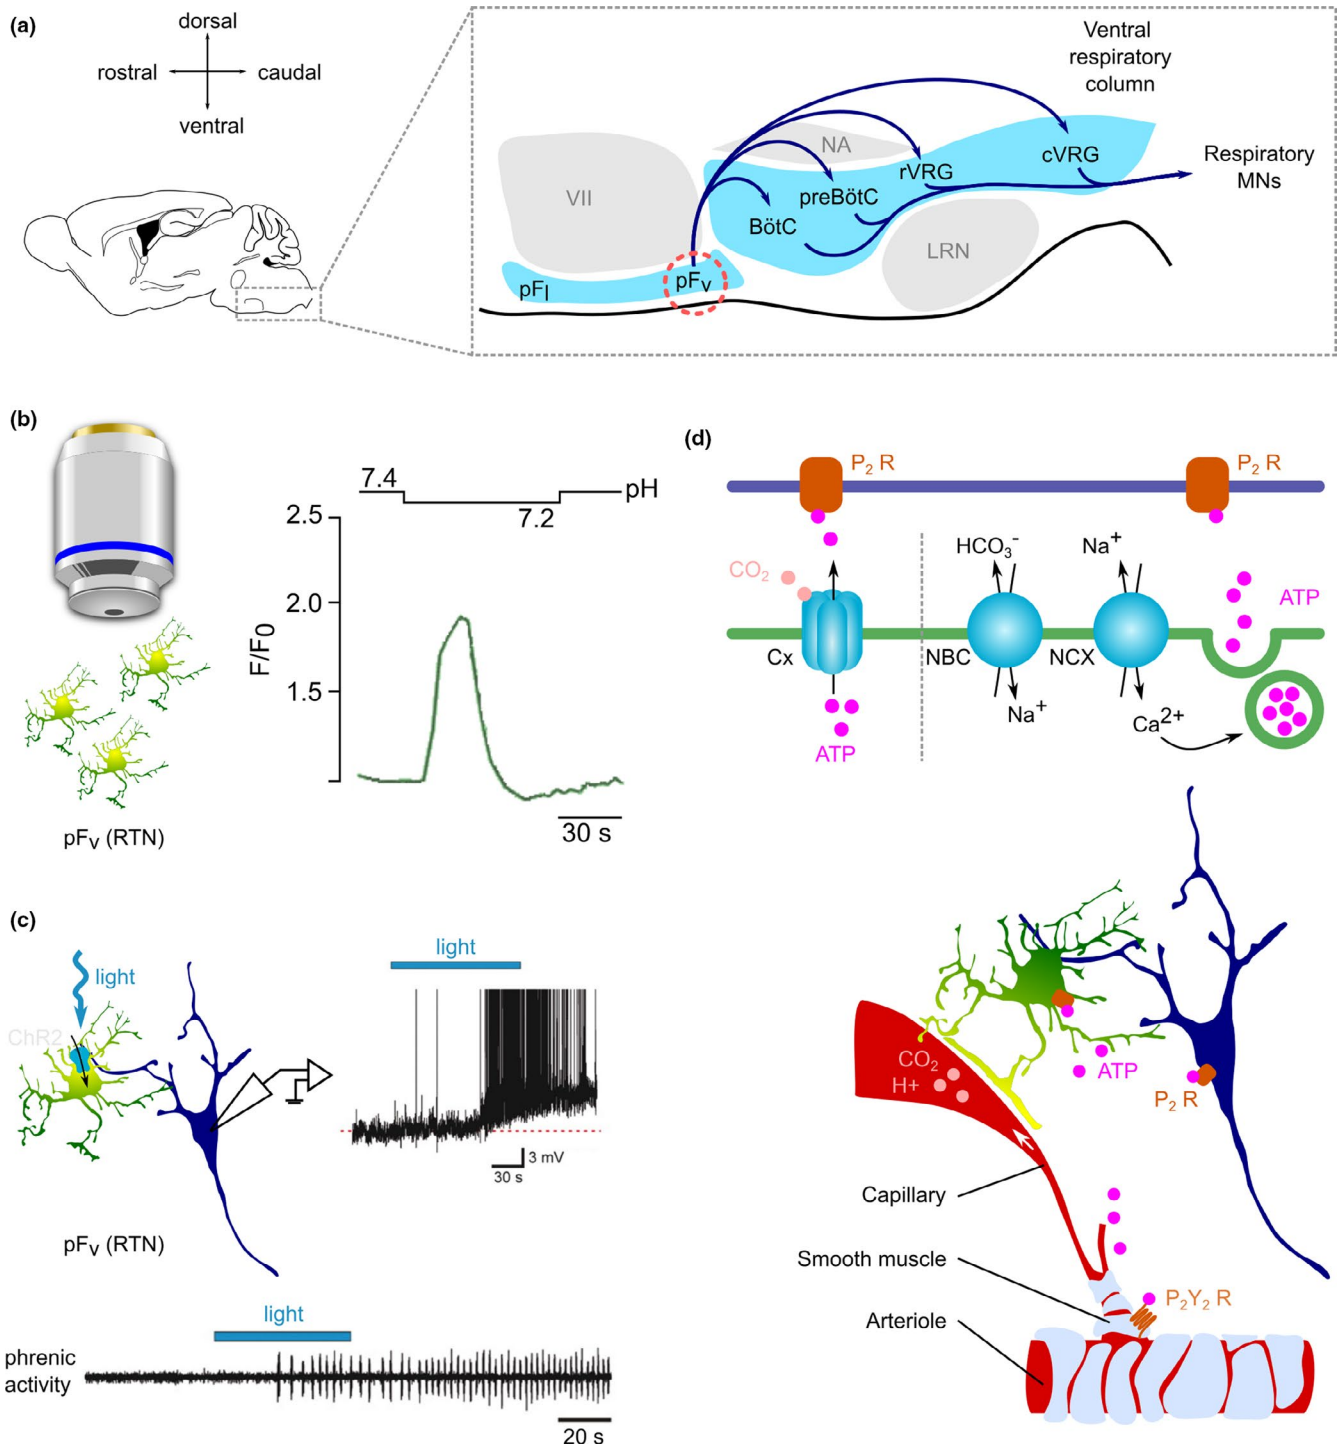 (a)
dorsal
rostral
caudal
ventral
Ventral
respiratory
column
VII
NA
rVRG
cVRG
Respiratory
MNs
preBötC
BötC
LRN
pFl
pFv
(b)
7.4
pH
7.2
2.5
2.0
1.5
F/F0
30 s
pFv (RTN)
(c)
light
light
ChR2
3 mV
30 s
pFv (RTN)
light
phrenic
activity
20 s
(d)
P2 R
P2 R
CO2
HCO3-
Na+
ATP
Cx
NBC
NCX
Na+
Ca2+
ATP
CO2
H+
ATP
P2 R
Capillary
Smooth muscle
P2Y2 R
Arteriole